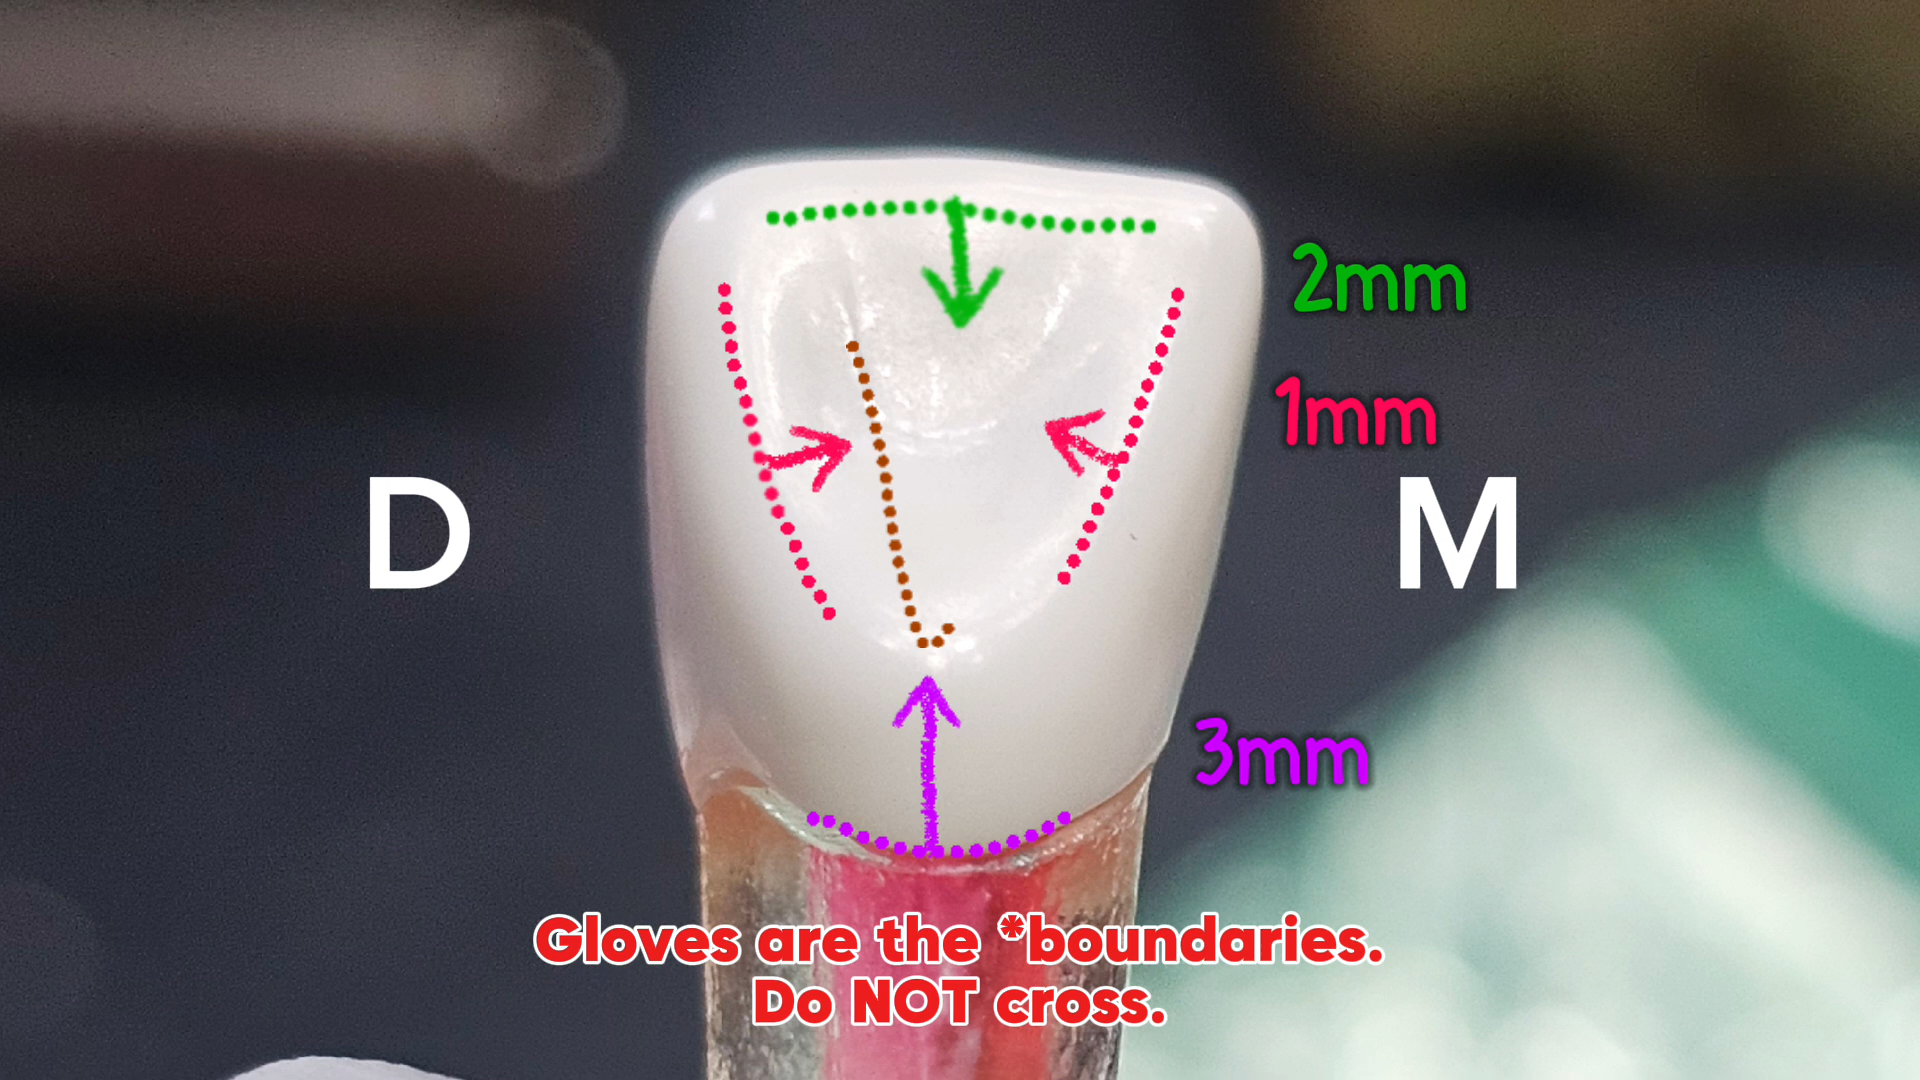 2mm
1mm
D
M
3mm
Gloves are the *boundaries.
Do NOT cross.